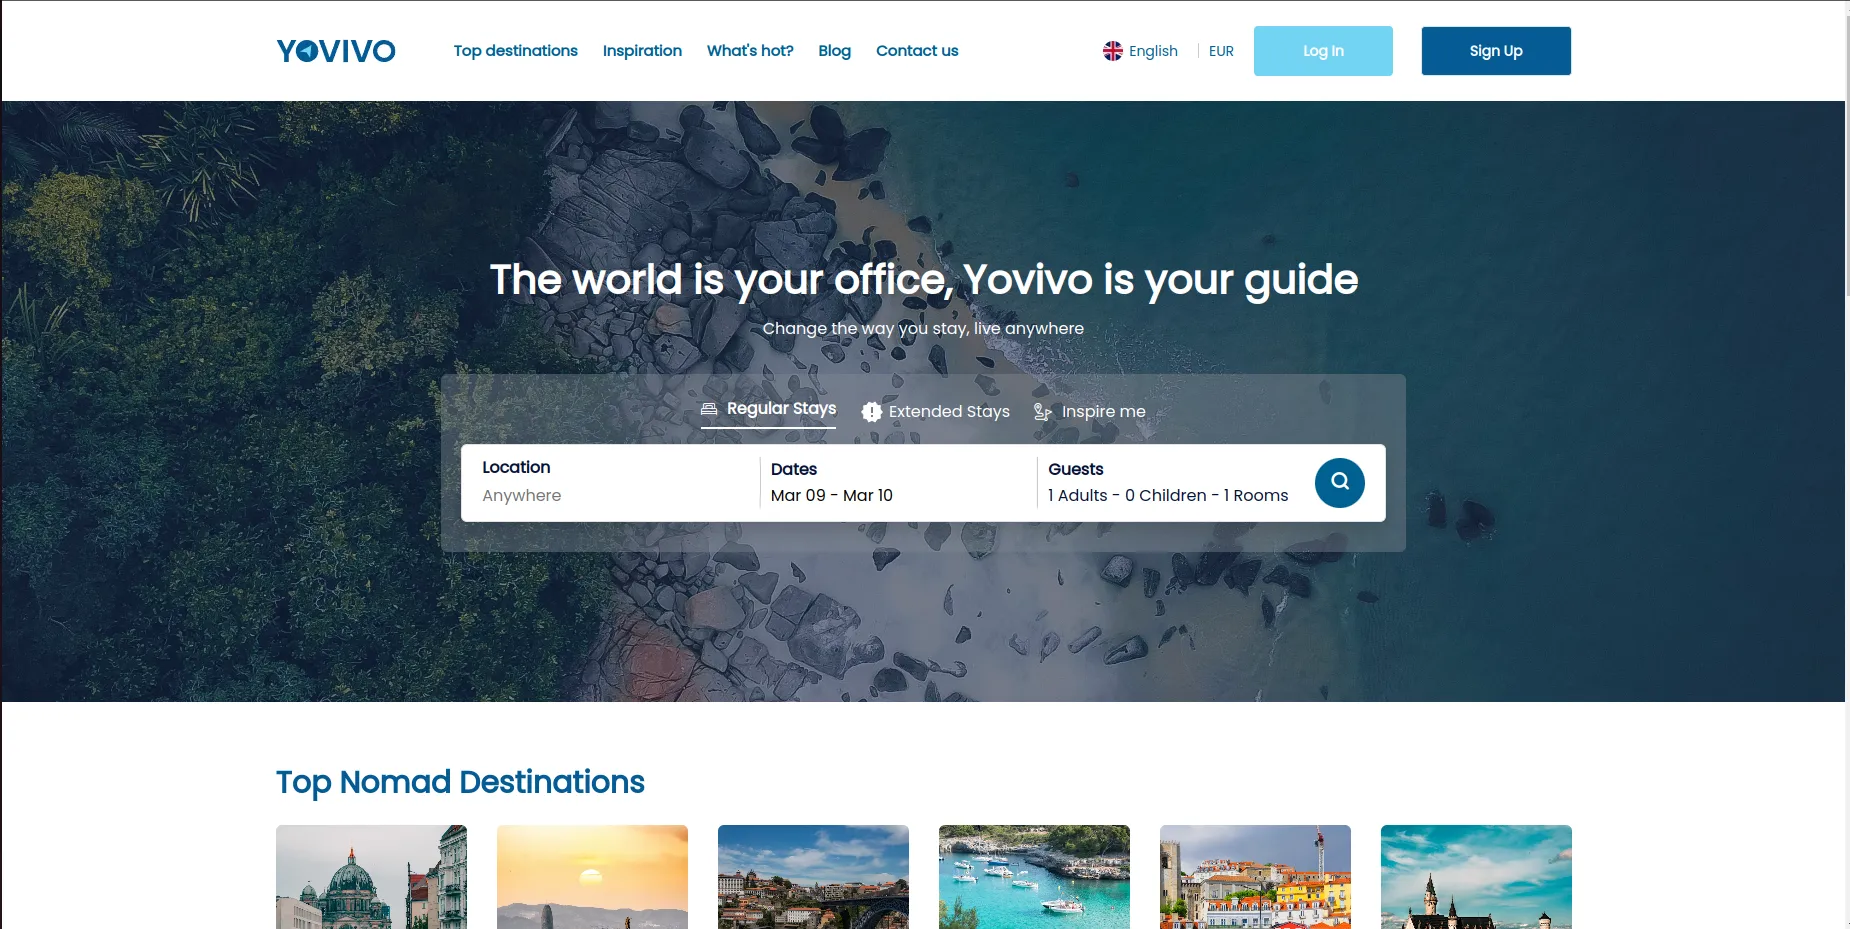 YOVIVO
Top destinations Inspiration What's hot? Blog Contact us English EUR Log In Sign Up
The world is your office, Yovivo is your guide
Change the way you stay, live anywhere
Regular Stays Extended Stays Inspire me
Location Dates Guests
Anywhere Mar 09 - Mar 10 1 Adults - 0 Children - 1 Rooms
Top Nomad Destinations